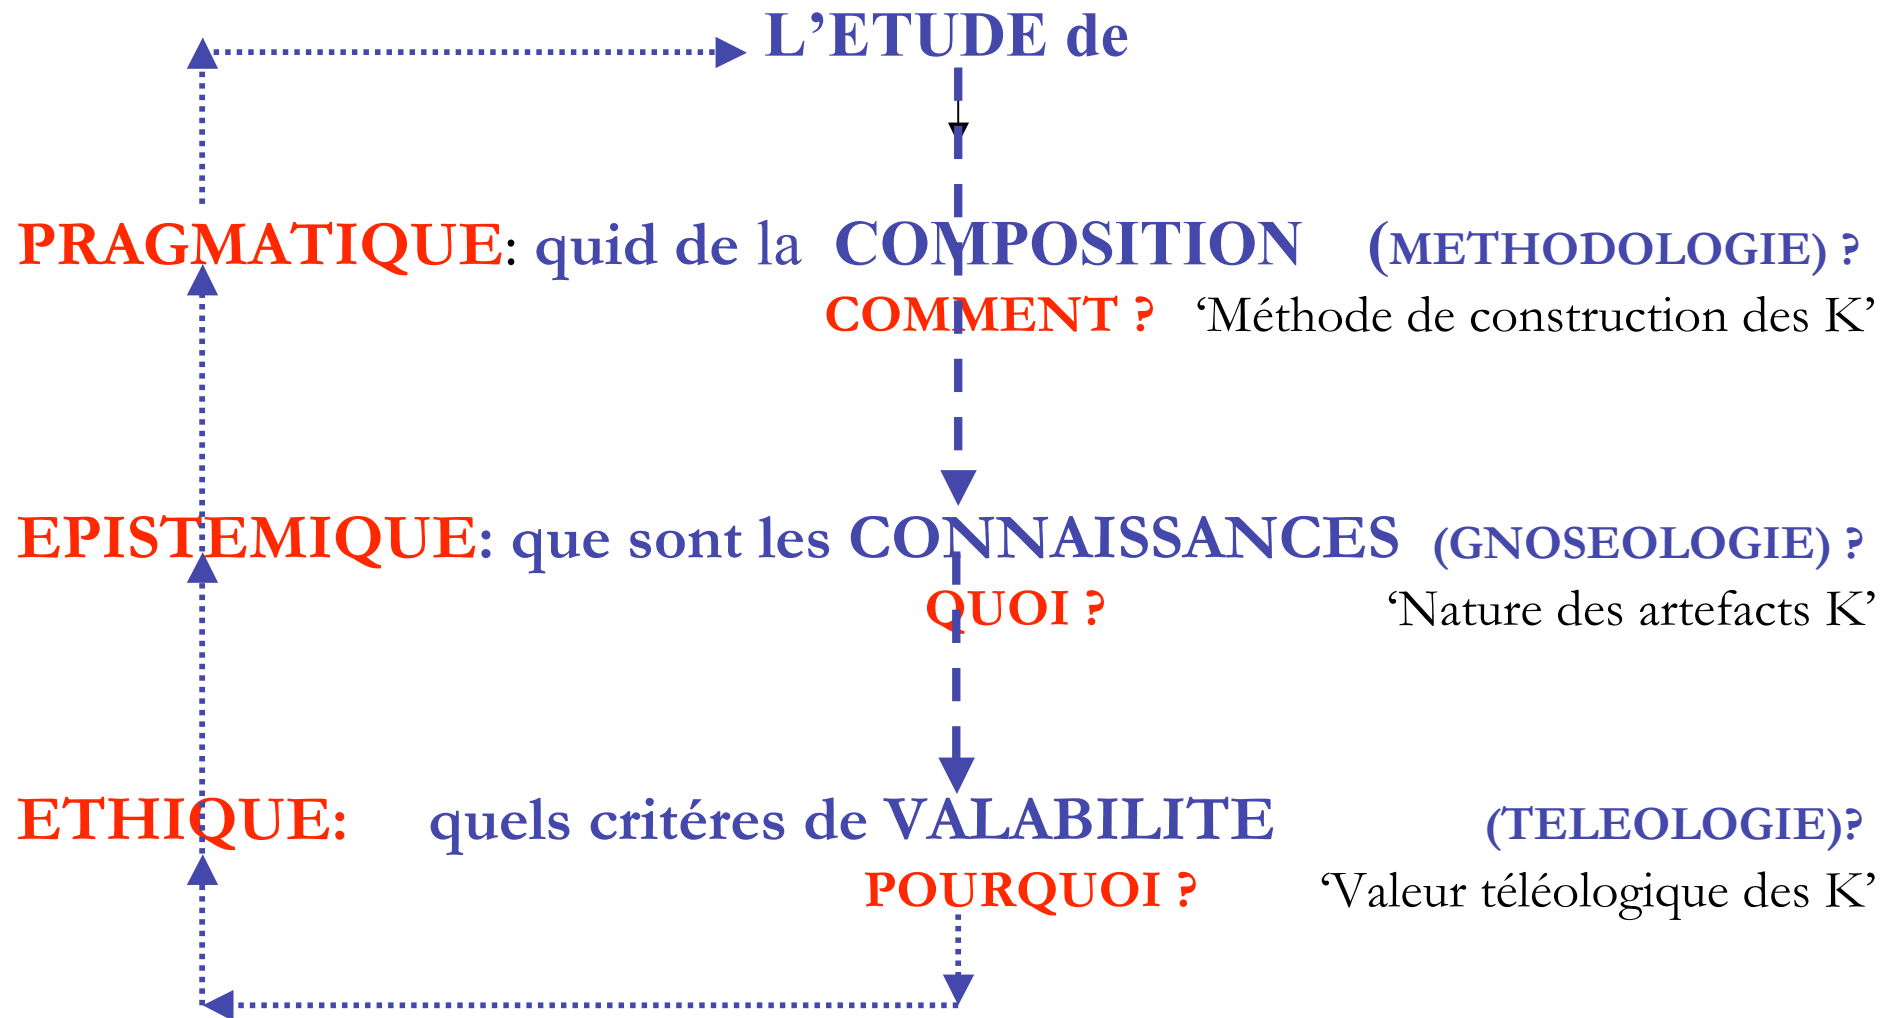 L’ETUDE de
PRAGMATIQUE: quid de la COMPOSITION (METHODOLOGIE) ?
COMMENT ? ‘Méthode de construction des K’
EPISTEMIQUE: que sont les CONNAISSANCES (GNOSEOLOGIE) ?
QUOI ? ‘Nature des artefacts K’
ETHIQUE: quels critéres de VALABILITE (TELEOLOGIE)?
POURQUOI ? ‘Valeur téléologique des K’